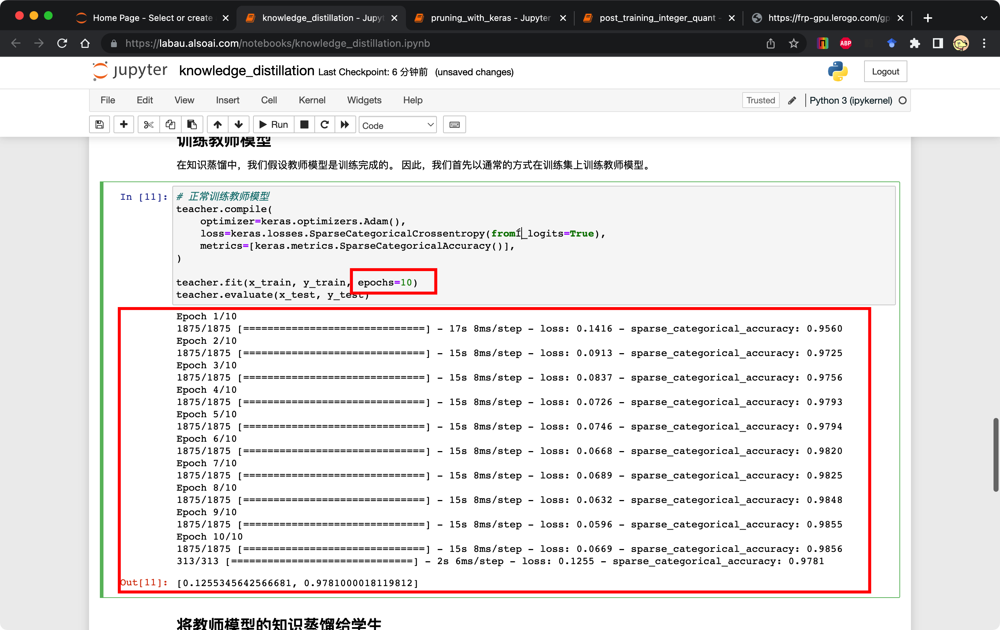 Home Page - Select or create
knowledge_distillation - Jupyt
pruning_with_keras - Jupyter
post_training_integer_quant -
https://frp-gpu.lerogo.com/gp
https://labau.alsoai.com/notebooks/knowledge_distillation.ipynb
ABP
jupyter knowledge_distillation Last Checkpoint: 6 分钟前 (unsaved changes)
Logout
File Edit View Insert Cell Kernel Widgets Help
Trusted Python 3 (ipykernel)
Run Code
训练教师模型
在知识蒸馏中，我们假设教师模型是训练完成的。 因此，我们首先以通常的方式在训练集上训练教师模型。
In [11]: # 正常训练教师模型
teacher.compile(
optimizer=keras.optimizers.Adam(),
loss=keras.losses.SparseCategoricalCrossentropy(fromÍ_logits=True),
metrics=[keras.metrics.SparseCategoricalAccuracy()],
)
teacher.fit(x_train, y_train, epochs=10)
teacher.evaluate(x_test, y_test)
Epoch 1/10
1875/1875 [==============================] - 17s 8ms/step - loss: 0.1416 - sparse_categorical_accuracy: 0.9560
Epoch 2/10
1875/1875 [==============================] - 15s 8ms/step - loss: 0.0913 - sparse_categorical_accuracy: 0.9725
Epoch 3/10
1875/1875 [==============================] - 15s 8ms/step - loss: 0.0837 - sparse_categorical_accuracy: 0.9756
Epoch 4/10
1875/1875 [==============================] - 15s 8ms/step - loss: 0.0726 - sparse_categorical_accuracy: 0.9793
Epoch 5/10
1875/1875 [==============================] - 15s 8ms/step - loss: 0.0746 - sparse_categorical_accuracy: 0.9794
Epoch 6/10
1875/1875 [==============================] - 15s 8ms/step - loss: 0.0668 - sparse_categorical_accuracy: 0.9820
Epoch 7/10
1875/1875 [==============================] - 15s 8ms/step - loss: 0.0689 - sparse_categorical_accuracy: 0.9825
Epoch 8/10
1875/1875 [==============================] - 15s 8ms/step - loss: 0.0632 - sparse_categorical_accuracy: 0.9848
Epoch 9/10
1875/1875 [==============================] - 15s 8ms/step - loss: 0.0596 - sparse_categorical_accuracy: 0.9855
Epoch 10/10
1875/1875 [==============================] - 15s 8ms/step - loss: 0.0669 - sparse_categorical_accuracy: 0.9856
313/313 [==============================] - 2s 6ms/step - loss: 0.1255 - sparse_categorical_accuracy: 0.9781
Out[11]: [0.1255345642566681, 0.9781000018119812]
将教师模型的知识蒸馏给学生